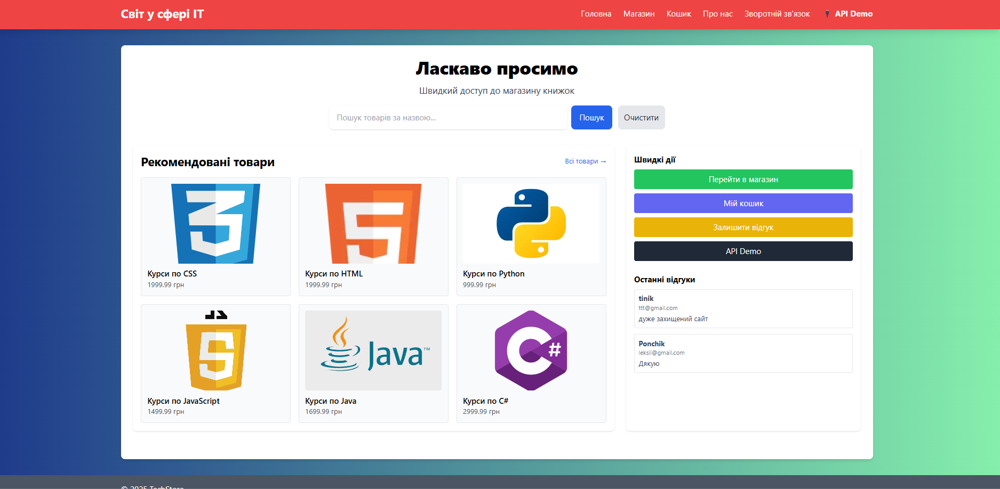 Світ у сфері IT
Головна Магазин Кошик Про нас Зворотній зв'язок API Demo
Ласкаво просимо
Швидкий доступ до магазину книжок
Пошук товарів за назвою...
Пошук
Очистити
Рекомендовані товари
Всі товари →
Курси по CSS
1999.99 грн
Курси по HTML
1999.99 грн
Курси по Python
999.99 грн
JS
Курси по JavaScript
1499.99 грн
Java™
Курси по Java
1699.99 грн
C#
Курси по C#
2999.99 грн
Швидкі дії
Перейти в магазин
Мій кошик
Залишити відгук
API Demo
Останні відгуки
tinik
ttt@gmail.com
дуже захищений сайт
Ponchik
leksii@gmail.com
Дякую
© 2025 TechStore